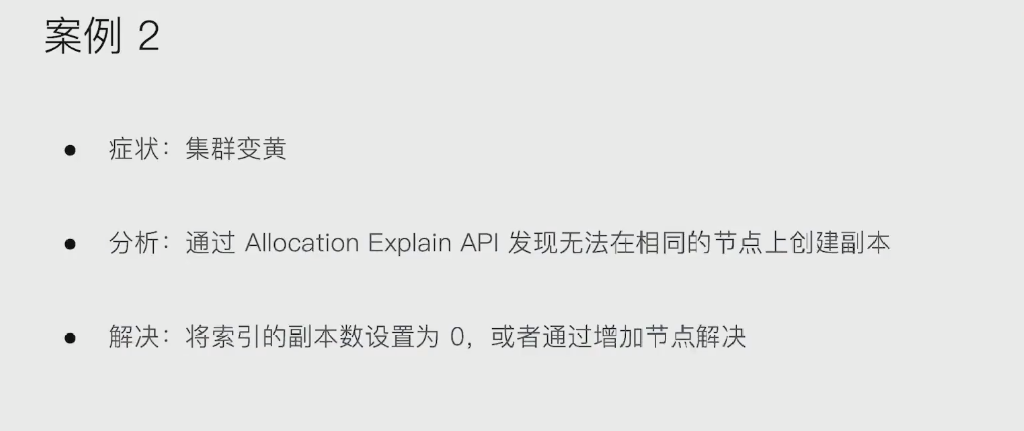 案例 2
● 症状：集群变黄
● 分析：通过 Allocation Explain API 发现无法在相同的节点上创建副本
● 解决：将索引的副本数设置为 0，或者通过增加节点解决